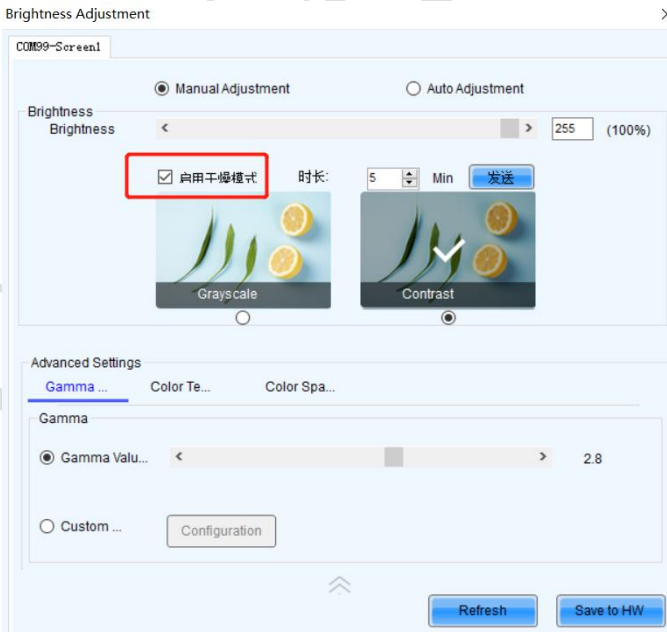 Brightness Adjustment
COM99-Screen1
Manual Adjustment Auto Adjustment
Brightness
Brightness 255 (100%)
启用干燥模式 时长: 5 Min 发送
Grayscale Contrast
Advanced Settings
Gamma ... Color Te... Color Spa...
Gamma
Gamma Valu... 2.8
Custom ... Configuration
Refresh Save to HW